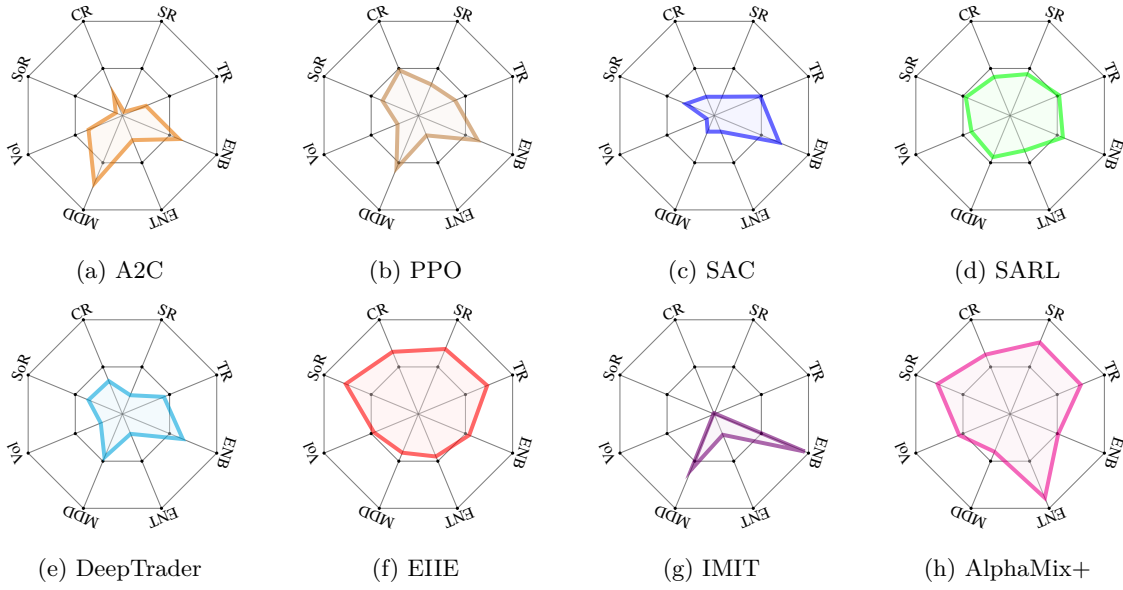 CR SR CR SR CR SR CR SR
SoR TR SoR TR SoR TR SoR TR
Vol ENB Vol ENB Vol ENB Vol ENB
MDD ENT MDD ENT MDD ENT MDD ENT
(a) A2C (b) PPO (c) SAC (d) SARL
CR SR CR SR CR SR CR SR
SoR TR SoR TR SoR TR SoR TR
Vol ENB Vol ENB Vol ENB Vol ENB
MDD ENT MDD ENT MDD ENT MDD ENT
(e) DeepTrader (f) EIIE (g) IMIT (h) AlphaMix+